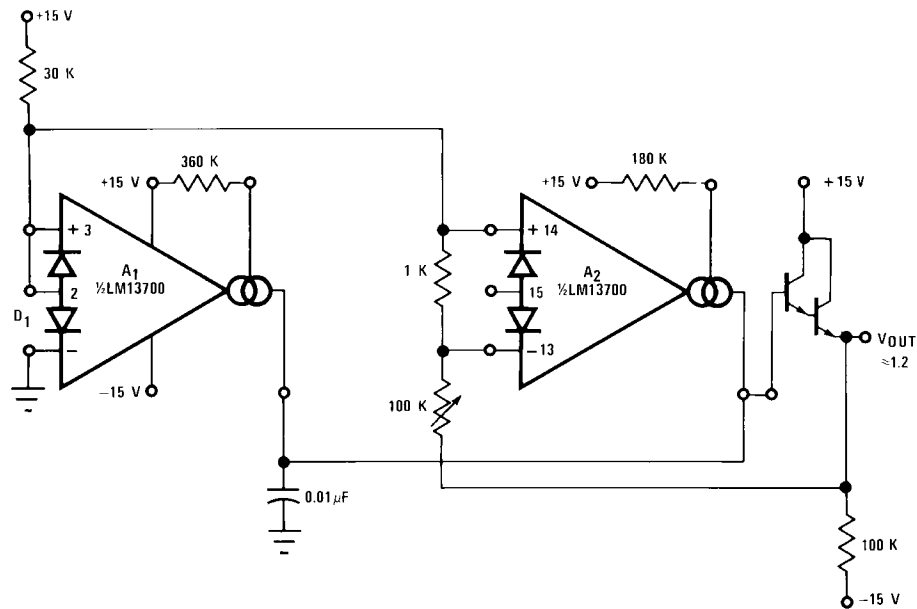 +15 V
30 K
+15 V
360 K
+ 3
A1
½LM13700
2
D1
−
−15 V
0.01 μF
+15 V
180 K
+ 14
A2
½LM13700
15
1 K
− 13
100 K
+ 15 V
VOUT
≈1.2
100 K
−15 V